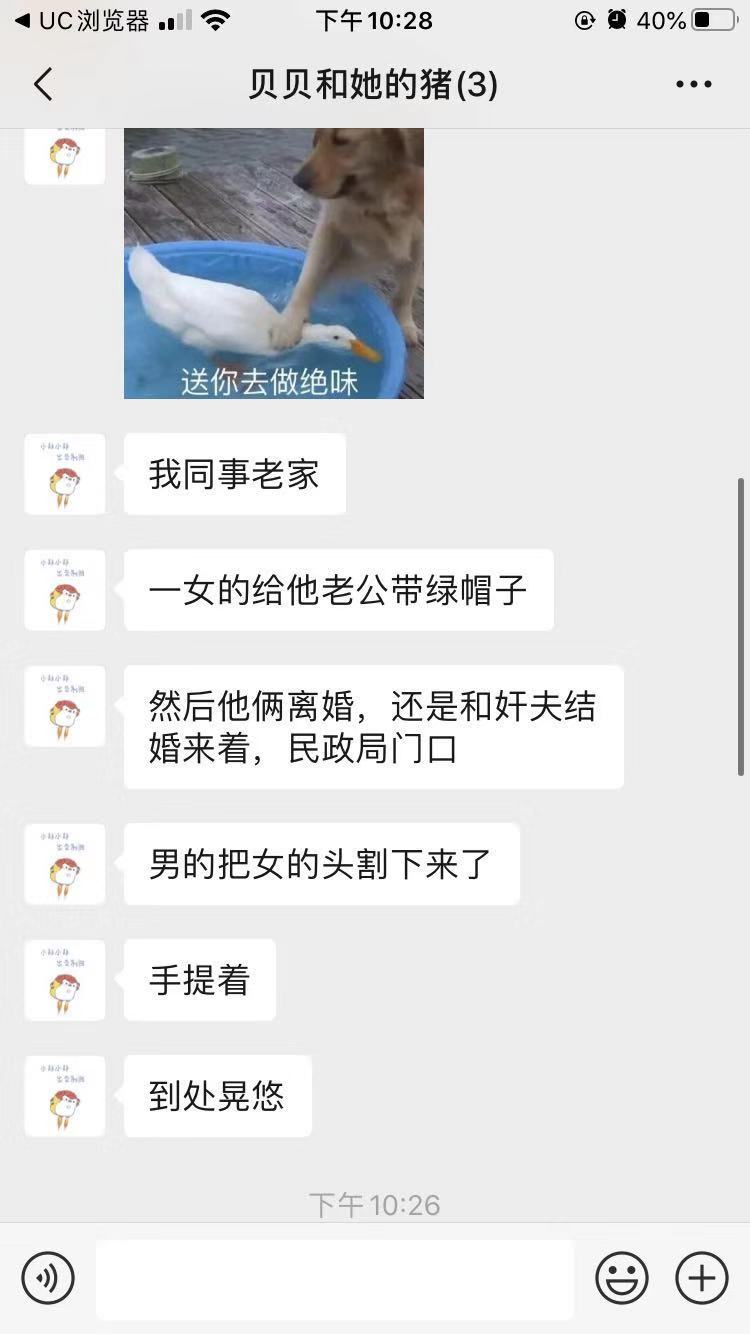 UC浏览器
下午10:28
40%
贝贝和她的猪(3)
送你去做绝味
我同事老家
一女的给他老公带绿帽子
然后他俩离婚，还是和奸夫结
婚来着，民政局门口
男的把女的头割下来了
手提着
到处晃悠
下午10:26